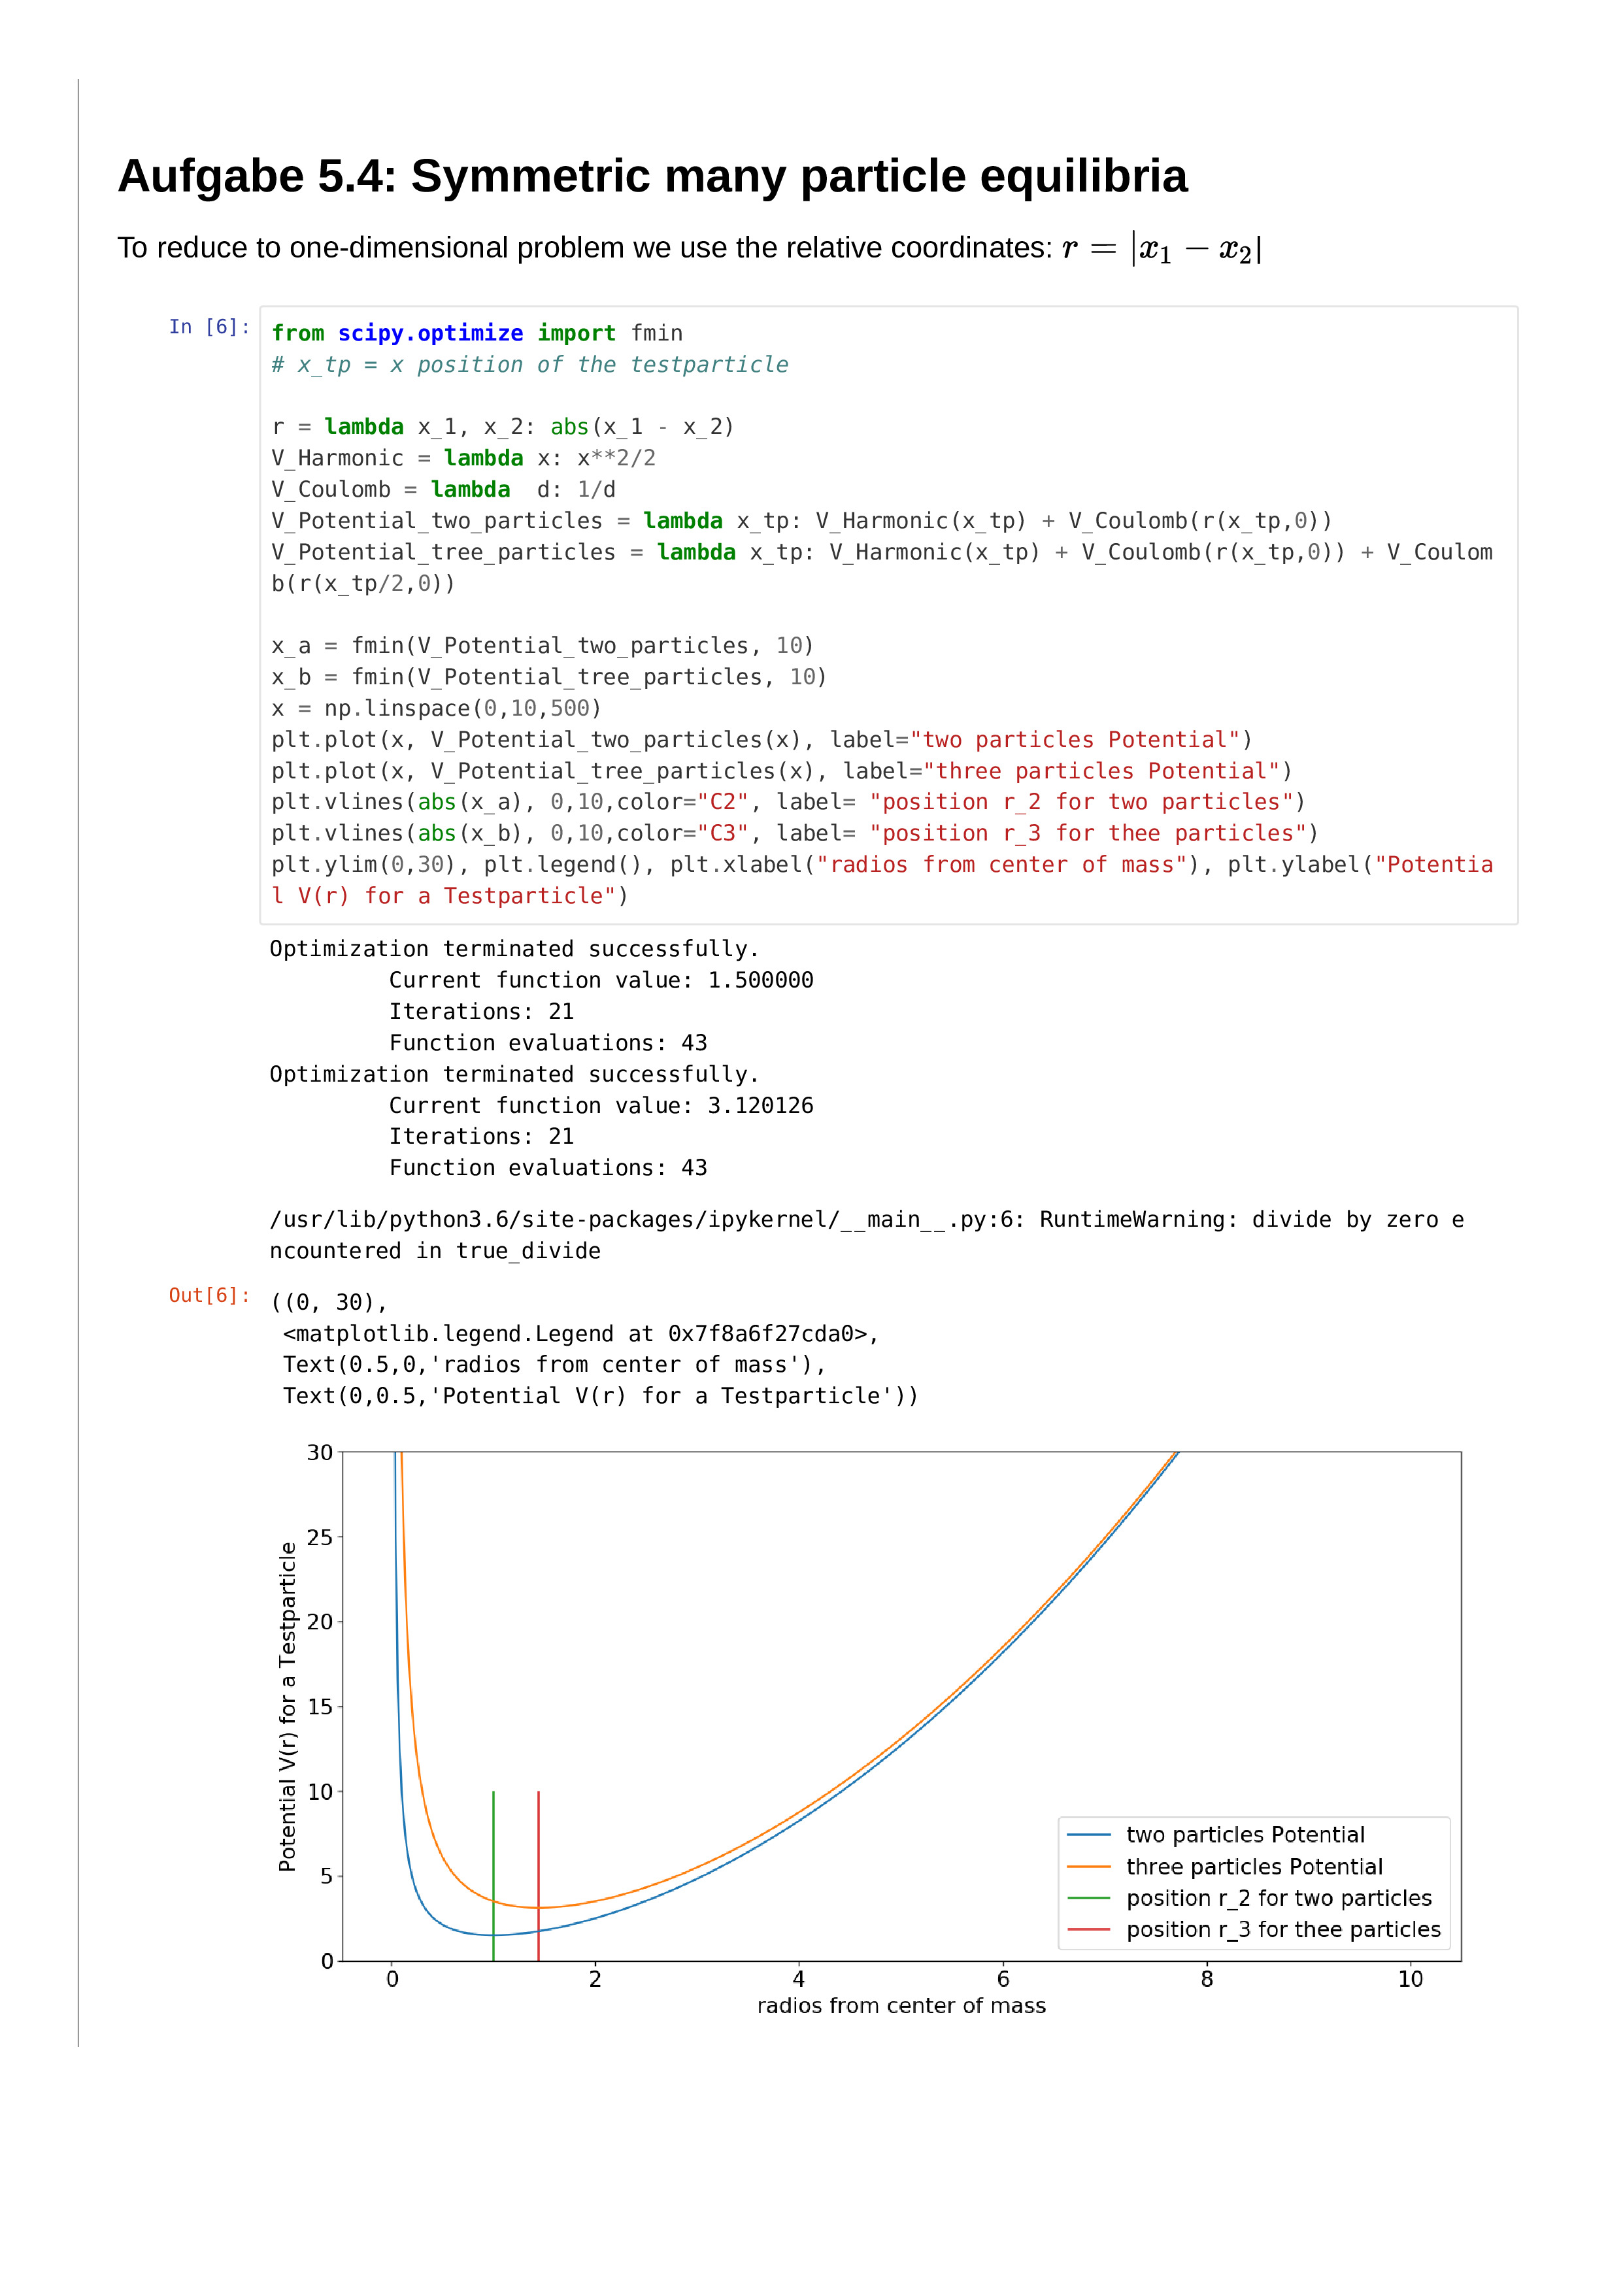 Aufgabe 5.4: Symmetric many particle equilibria
To reduce to one-dimensional problem we use the relative coordinates: r = |x₁ − x₂|
In [6]:
from scipy.optimize import fmin
# x_tp = x position of the testparticle
r = lambda x_1, x_2: abs(x_1 - x_2)
V_Harmonic = lambda x: x**2/2
V_Coulomb = lambda  d: 1/d
V_Potential_two_particles = lambda x_tp: V_Harmonic(x_tp) + V_Coulomb(r(x_tp,0))
V_Potential_tree_particles = lambda x_tp: V_Harmonic(x_tp) + V_Coulomb(r(x_tp,0)) + V_Coulom
b(r(x_tp/2,0))
x_a = fmin(V_Potential_two_particles, 10)
x_b = fmin(V_Potential_tree_particles, 10)
x = np.linspace(0,10,500)
plt.plot(x, V_Potential_two_particles(x), label="two particles Potential")
plt.plot(x, V_Potential_tree_particles(x), label="three particles Potential")
plt.vlines(abs(x_a), 0,10,color="C2", label= "position r_2 for two particles")
plt.vlines(abs(x_b), 0,10,color="C3", label= "position r_3 for thee particles")
plt.ylim(0,30), plt.legend(), plt.xlabel("radios from center of mass"), plt.ylabel("Potentia
l V(r) for a Testparticle")
Optimization terminated successfully.
         Current function value: 1.500000
         Iterations: 21
         Function evaluations: 43
Optimization terminated successfully.
         Current function value: 3.120126
         Iterations: 21
         Function evaluations: 43
/usr/lib/python3.6/site-packages/ipykernel/__main__.py:6: RuntimeWarning: divide by zero e
ncountered in true_divide
Out[6]:
((0, 30),
 <matplotlib.legend.Legend at 0x7f8a6f27cda0>,
 Text(0.5,0,'radios from center of mass'),
 Text(0,0.5,'Potential V(r) for a Testparticle'))
30
25
20
15
10
5
0
Potential V(r) for a Testparticle
two particles Potential
three particles Potential
position r_2 for two particles
position r_3 for thee particles
0 2 4 6 8 10
radios from center of mass